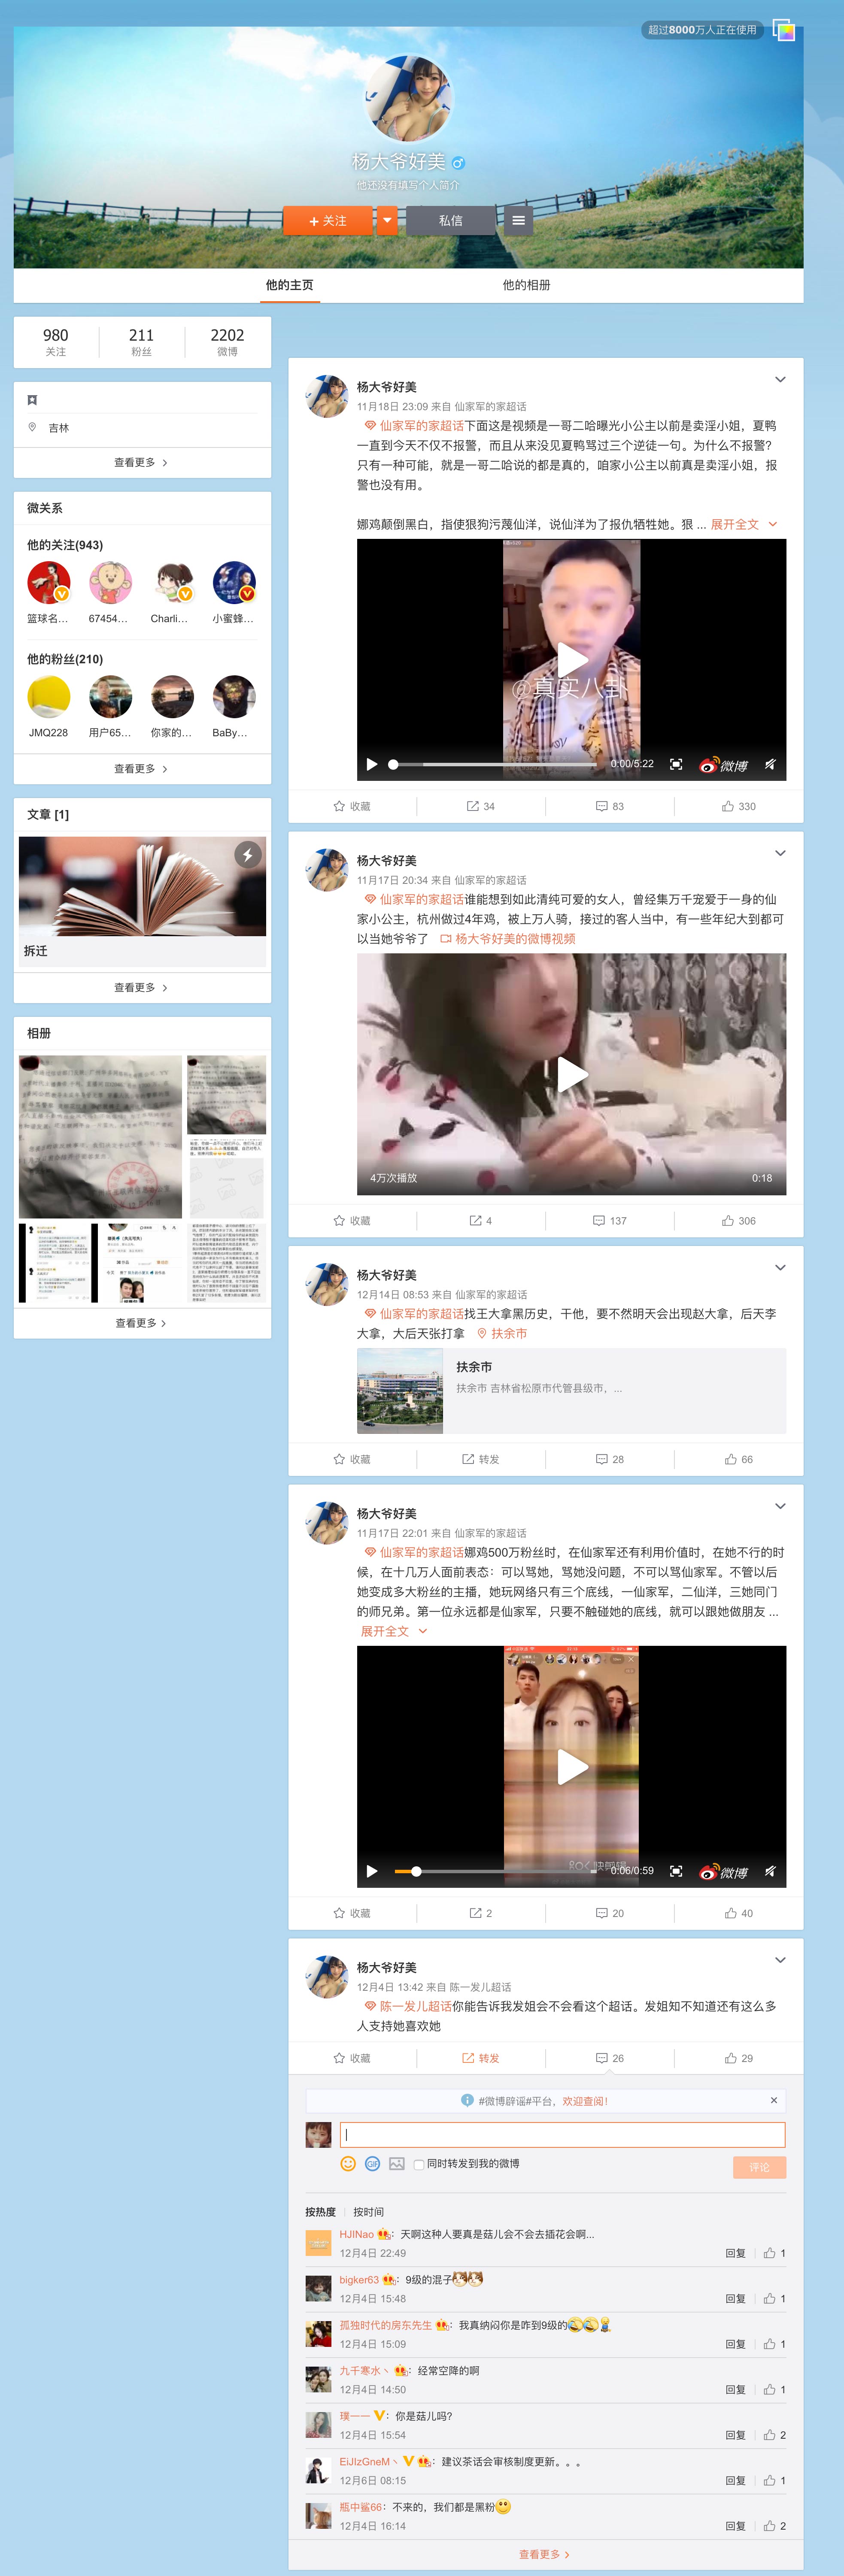 超过8000万人正在使用
杨大爷好美
他还没有填写个人简介
+ 关注
私信
他的主页
他的相册
980
关注
211
粉丝
2202
微博
吉林
查看更多
微关系
他的关注(943)
篮球名...
67454...
Charli...
小蜜蜂...
他的粉丝(210)
JMQ228
用户65...
你家的...
BaBy...
查看更多
文章 [1]
拆迁
查看更多
相册
查看更多
杨大爷好美
11月18日 23:09 来自 仙家军的家超话
仙家军的家超话下面这是视频是一哥二哈曝光小公主以前是卖淫小姐，夏鸭
一直到今天不仅不报警，而且从来没见夏鸭骂过三个逆徒一句。为什么不报警？
只有一种可能，就是一哥二哈说的都是真的，咱家小公主以前真是卖淫小姐，报
警也没有用。
娜鸡颠倒黑白，指使狠狗污蔑仙洋，说仙洋为了报仇牺牲她。狠 ... 展开全文
@真实八卦
0:00/5:22
微博
收藏
34
83
330
杨大爷好美
11月17日 20:34 来自 仙家军的家超话
仙家军的家超话谁能想到如此清纯可爱的女人，曾经集万千宠爱于一身的仙
家小公主，杭州做过4年鸡，被上万人骑，接过的客人当中，有一些年纪大到都可
以当她爷爷了 杨大爷好美的微博视频
4万次播放
0:18
收藏
4
137
306
杨大爷好美
12月14日 08:53 来自 仙家军的家超话
仙家军的家超话找王大拿黑历史，干他，要不然明天会出现赵大拿，后天李
大拿，大后天张打拿 扶余市
扶余市
扶余市 吉林省松原市代管县级市，...
收藏
转发
28
66
杨大爷好美
11月17日 22:01 来自 仙家军的家超话
仙家军的家超话娜鸡500万粉丝时，在仙家军还有利用价值时，在她不行的时
候，在十几万人面前表态：可以骂她，骂她没问题，不可以骂仙家军。不管以后
她变成多大粉丝的主播，她玩网络只有三个底线，一仙家军，二仙洋，三她同门
的师兄弟。第一位永远都是仙家军，只要不触碰她的底线，就可以跟她做朋友 ...
展开全文
0:06/0:59
微博
收藏
2
20
40
杨大爷好美
12月4日 13:42 来自 陈一发儿超话
陈一发儿超话你能告诉我发姐会不会看这个超话。发姐知不知道还有这么多
人支持她喜欢她
收藏
转发
26
29
#微博辟谣#平台，欢迎查阅！
同时转发到我的微博
评论
按热度
按时间
HJINao：天啊这种人要真是菇儿会不会去插花会啊...
12月4日 22:49
回复
1
bigker63：9级的混子
12月4日 15:48
回复
1
孤独时代的房东先生：我真纳闷你是咋到9级的
12月4日 15:09
回复
1
九千寒水丶：经常空降的啊
12月4日 14:50
回复
1
璞一一：你是菇儿吗?
12月4日 15:54
回复
2
EiJIzGneM丶：建议茶话会审核制度更新。。。
12月6日 08:15
回复
1
瓶中鲨66：不来的，我们都是黑粉
12月4日 16:14
回复
2
查看更多